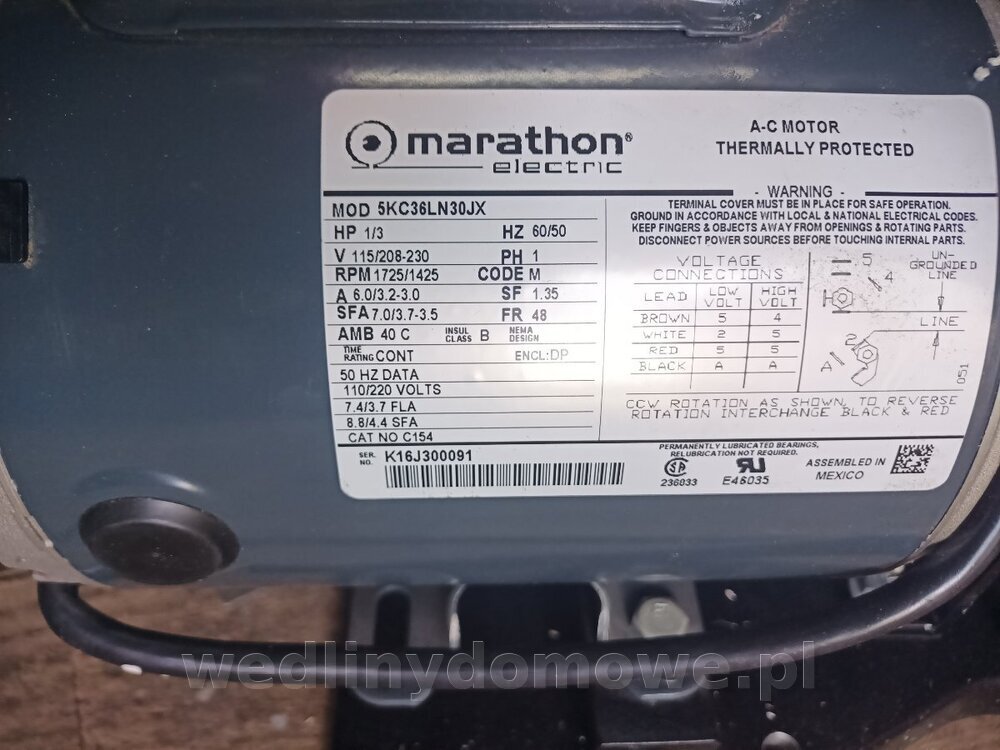 marathon®
electric
A-C MOTOR
THERMALLY PROTECTED
MOD 5KC36LN30JX
HP 1/3 HZ 60/50
V 115/208-230 PH 1
RPM 1725/1425 CODE M
A 6.0/3.2-3.0 SF 1.35
SFA 7.0/3.7-3.5 FR 48
AMB 40 C INSUL CLASS B NEMA DESIGN
TIME RATING CONT ENCL:DP
50 HZ DATA
110/220 VOLTS
7.4/3.7 FLA
8.8/4.4 SFA
CAT NO C154
SER. NO. K16J300091
- WARNING -
TERMINAL COVER MUST BE IN PLACE FOR SAFE OPERATION.
GROUND IN ACCORDANCE WITH LOCAL & NATIONAL ELECTRICAL CODES.
KEEP FINGERS & OBJECTS AWAY FROM OPENINGS & ROTATING PARTS.
DISCONNECT POWER SOURCES BEFORE TOUCHING INTERNAL PARTS.
VOLTAGE
CONNECTIONS
LEAD LOW VOLT HIGH VOLT
BROWN 5 4
WHITE 2 5
RED 5 5
BLACK A A
5
4
2
A
UN-
GROUNDED
LINE
LINE
051
CCW ROTATION AS SHOWN, TO REVERSE
ROTATION INTERCHANGE BLACK & RED
PERMANENTLY LUBRICATED BEARINGS,
RELUBRICATION NOT REQUIRED.
236033
E46035
ASSEMBLED IN
MEXICO
wedlinydomowe.pl